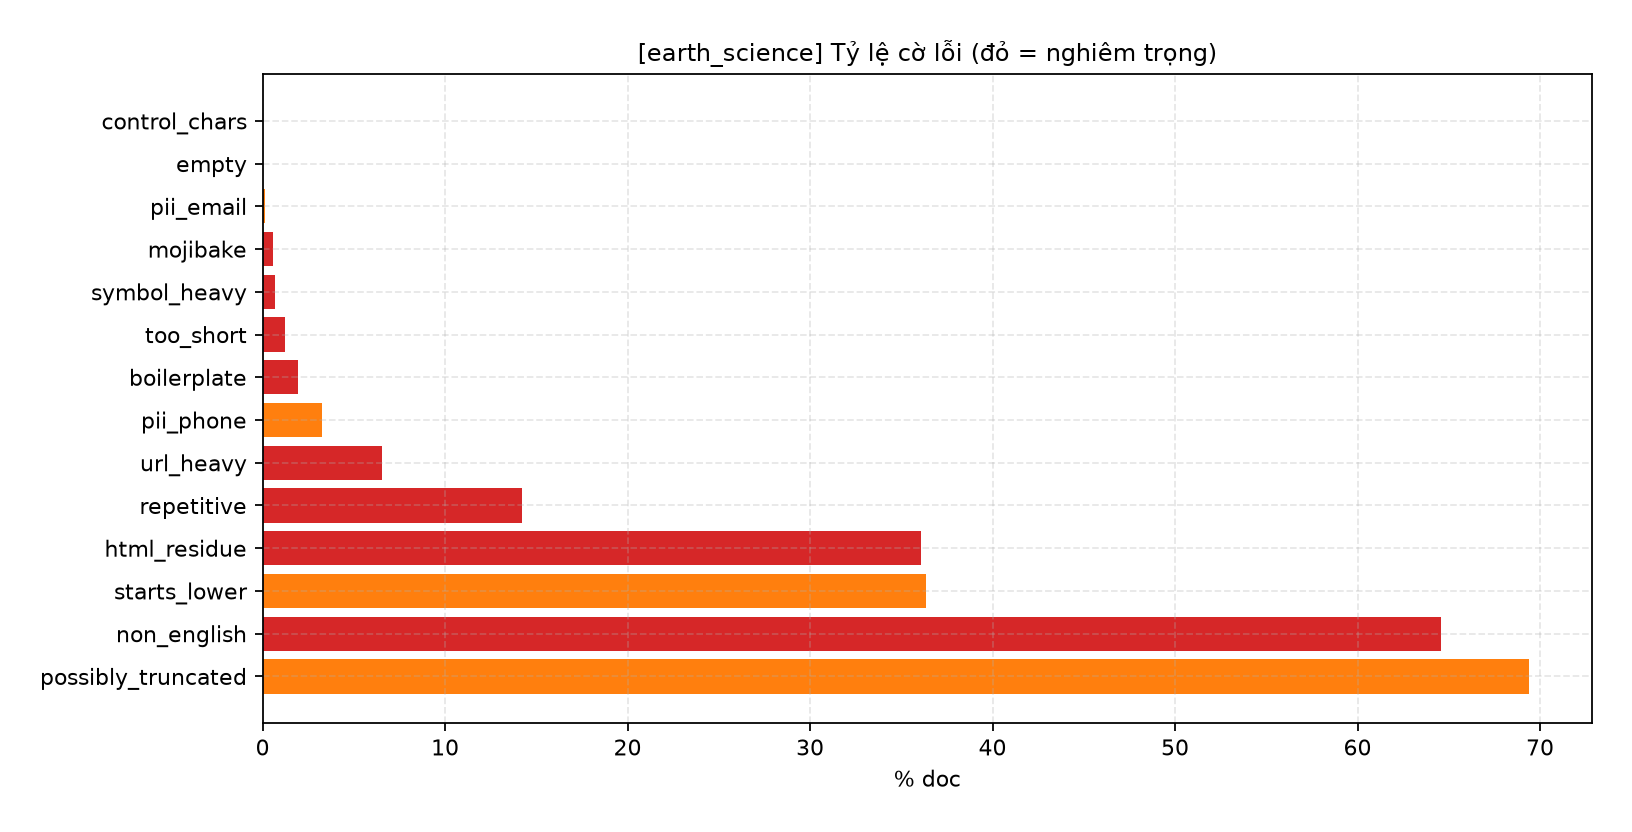 [earth_science] Tỷ lệ cờ lỗi (đỏ = nghiêm trọng)
control_chars
empty
pii_email
mojibake
symbol_heavy
too_short
boilerplate
pii_phone
url_heavy
repetitive
html_residue
starts_lower
non_english
possibly_truncated
0 10 20 30 40 50 60 70
% doc